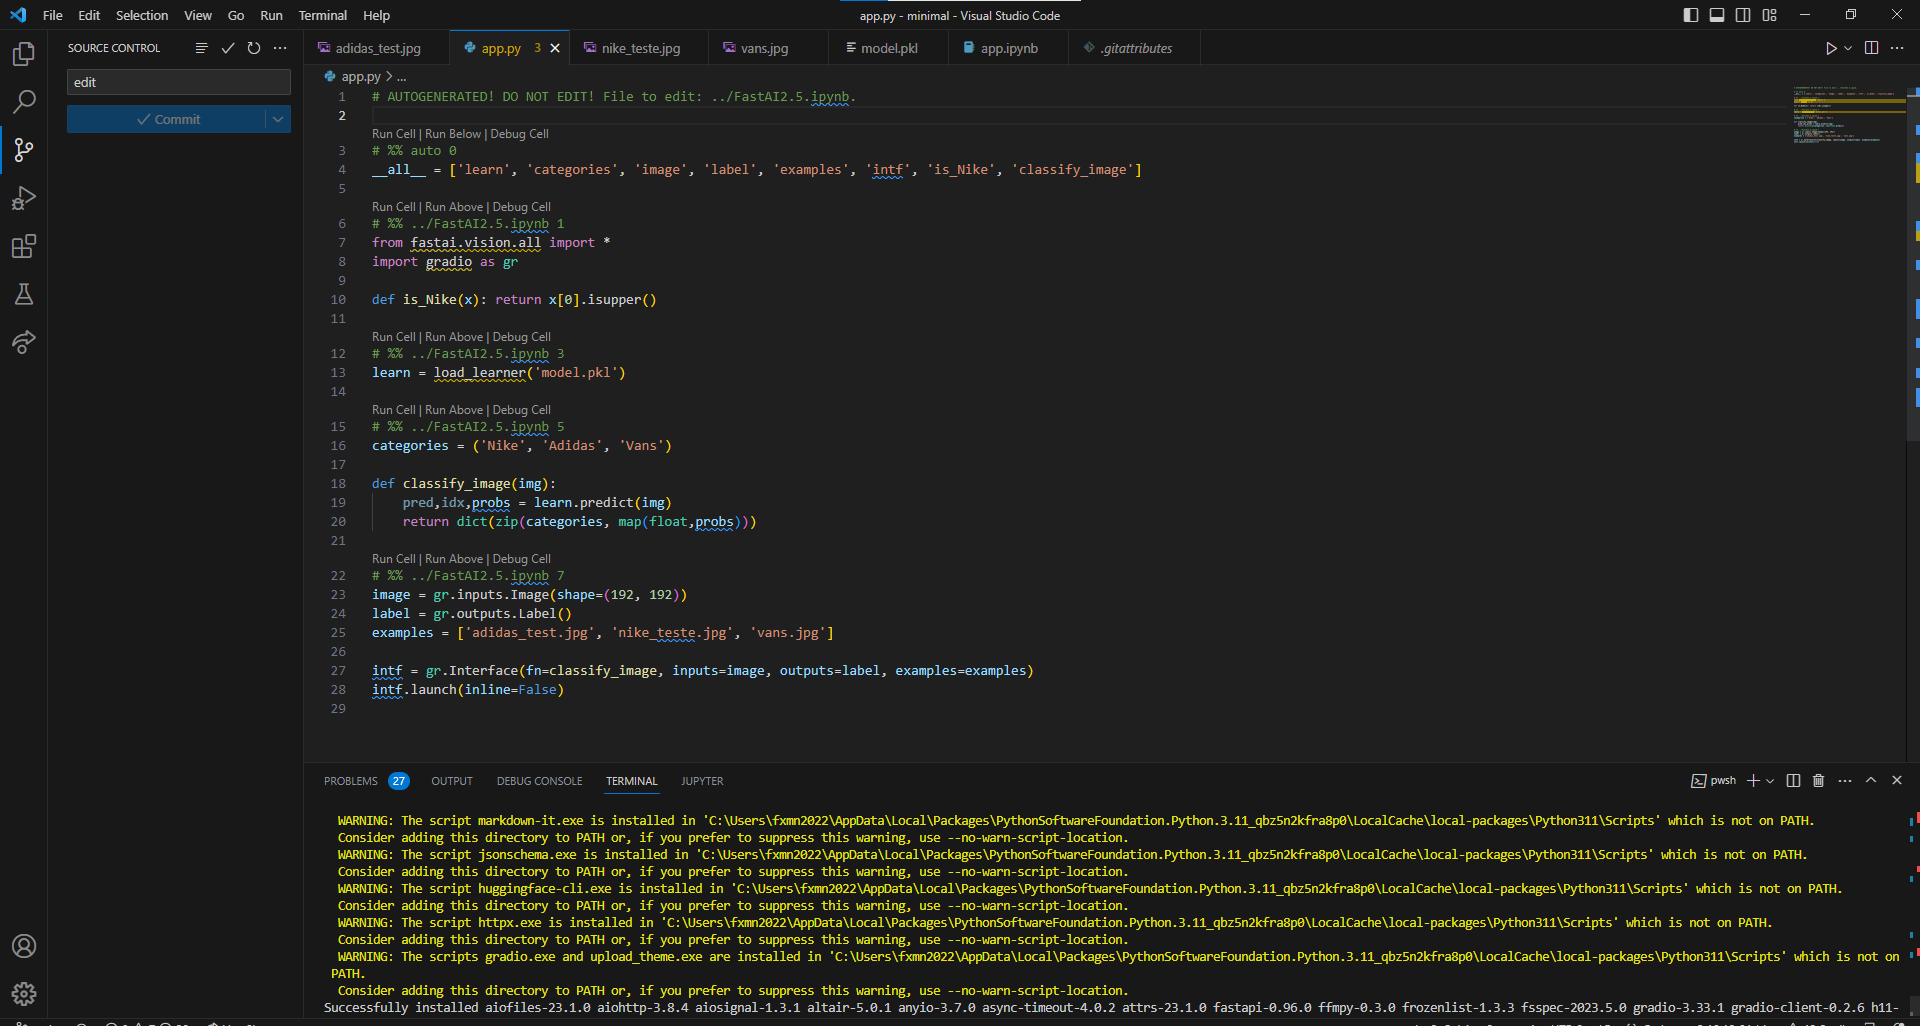 File Edit Selection View Go Run Terminal Help
app.py - minimal - Visual Studio Code
SOURCE CONTROL
edit
Commit
adidas_test.jpg
app.py 3
nike_teste.jpg
vans.jpg
model.pkl
app.ipynb
.gitattributes
app.py > ...
1 # AUTOGENERATED! DO NOT EDIT! File to edit: ../FastAI2.5.ipynb.
2
Run Cell | Run Below | Debug Cell
3 # %% auto 0
4 __all__ = ['learn', 'categories', 'image', 'label', 'examples', 'intf', 'is_Nike', 'classify_image']
5
Run Cell | Run Above | Debug Cell
6 # %% ../FastAI2.5.ipynb 1
7 from fastai.vision.all import *
8 import gradio as gr
9
10 def is_Nike(x): return x[0].isupper()
11
Run Cell | Run Above | Debug Cell
12 # %% ../FastAI2.5.ipynb 3
13 learn = load_learner('model.pkl')
14
Run Cell | Run Above | Debug Cell
15 # %% ../FastAI2.5.ipynb 5
16 categories = ('Nike', 'Adidas', 'Vans')
17
18 def classify_image(img):
19 pred,idx,probs = learn.predict(img)
20 return dict(zip(categories, map(float,probs)))
21
Run Cell | Run Above | Debug Cell
22 # %% ../FastAI2.5.ipynb 7
23 image = gr.inputs.Image(shape=(192, 192))
24 label = gr.outputs.Label()
25 examples = ['adidas_test.jpg', 'nike_teste.jpg', 'vans.jpg']
26
27 intf = gr.Interface(fn=classify_image, inputs=image, outputs=label, examples=examples)
28 intf.launch(inline=False)
29
PROBLEMS 27 OUTPUT DEBUG CONSOLE TERMINAL JUPYTER
pwsh
WARNING: The script markdown-it.exe is installed in 'C:\Users\fxmn2022\AppData\Local\Packages\PythonSoftwareFoundation.Python.3.11_qbz5n2kfra8p0\LocalCache\local-packages\Python311\Scripts' which is not on PATH.
Consider adding this directory to PATH or, if you prefer to suppress this warning, use --no-warn-script-location.
WARNING: The script jsonschema.exe is installed in 'C:\Users\fxmn2022\AppData\Local\Packages\PythonSoftwareFoundation.Python.3.11_qbz5n2kfra8p0\LocalCache\local-packages\Python311\Scripts' which is not on PATH.
Consider adding this directory to PATH or, if you prefer to suppress this warning, use --no-warn-script-location.
WARNING: The script huggingface-cli.exe is installed in 'C:\Users\fxmn2022\AppData\Local\Packages\PythonSoftwareFoundation.Python.3.11_qbz5n2kfra8p0\LocalCache\local-packages\Python311\Scripts' which is not on PATH.
Consider adding this directory to PATH or, if you prefer to suppress this warning, use --no-warn-script-location.
WARNING: The script httpx.exe is installed in 'C:\Users\fxmn2022\AppData\Local\Packages\PythonSoftwareFoundation.Python.3.11_qbz5n2kfra8p0\LocalCache\local-packages\Python311\Scripts' which is not on PATH.
Consider adding this directory to PATH or, if you prefer to suppress this warning, use --no-warn-script-location.
WARNING: The scripts gradio.exe and upload_theme.exe are installed in 'C:\Users\fxmn2022\AppData\Local\Packages\PythonSoftwareFoundation.Python.3.11_qbz5n2kfra8p0\LocalCache\local-packages\Python311\Scripts' which is not on
PATH.
Consider adding this directory to PATH or, if you prefer to suppress this warning, use --no-warn-script-location.
Successfully installed aiofiles-23.1.0 aiohttp-3.8.4 aiosignal-1.3.1 altair-5.0.1 anyio-3.7.0 async-timeout-4.0.2 attrs-23.1.0 fastapi-0.96.0 ffmpy-0.3.0 frozenlist-1.3.3 fsspec-2023.5.0 gradio-3.33.1 gradio-client-0.2.6 h11-